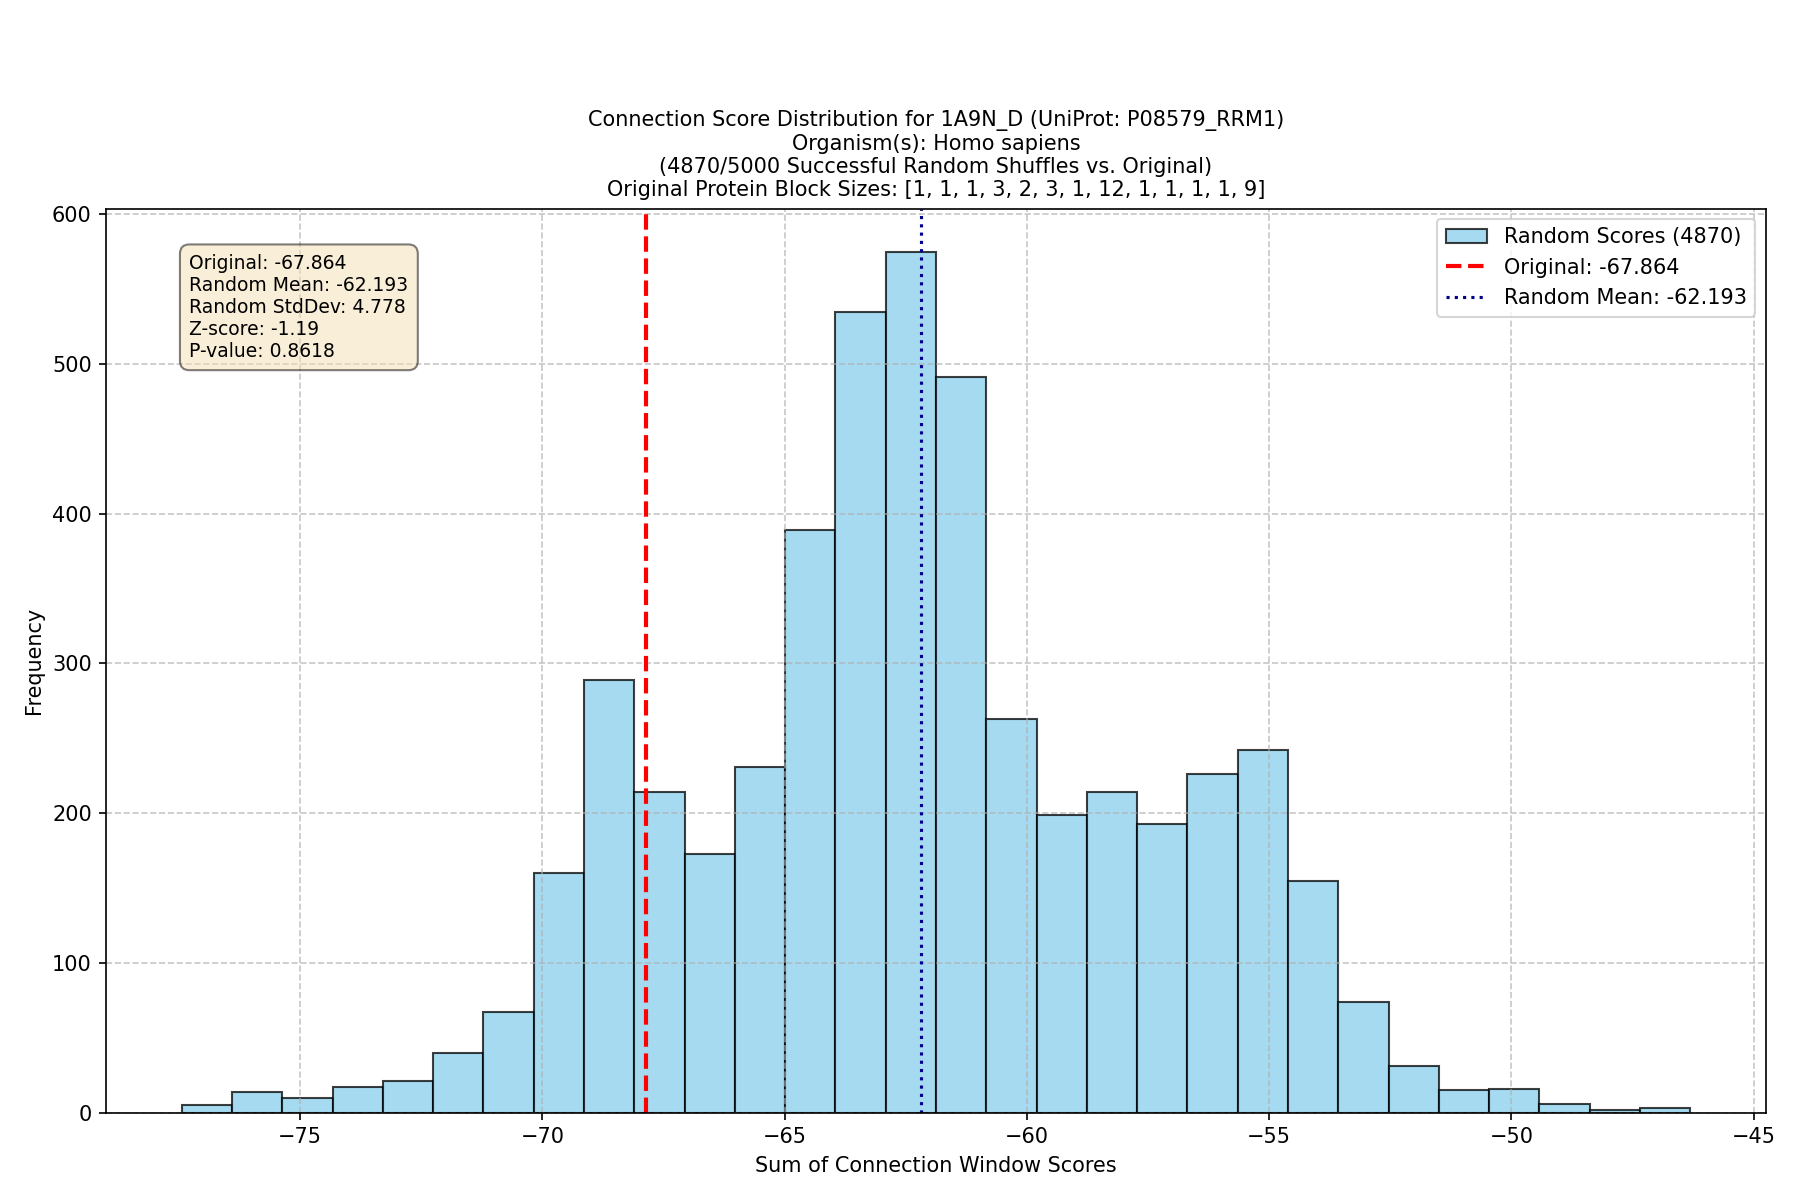 Connection Score Distribution for 1A9N_D (UniProt: P08579_RRM1)
Organism(s): Homo sapiens
(4870/5000 Successful Random Shuffles vs. Original)
Original Protein Block Sizes: [1, 1, 1, 3, 2, 3, 1, 12, 1, 1, 1, 1, 9]
Original: -67.864
Random Mean: -62.193
Random StdDev: 4.778
Z-score: -1.19
P-value: 0.8618
Random Scores (4870)
Original: -67.864
Random Mean: -62.193
600
500
400
300
200
100
0
Frequency
−75
−70
−65
−60
−55
−50
−45
Sum of Connection Window Scores